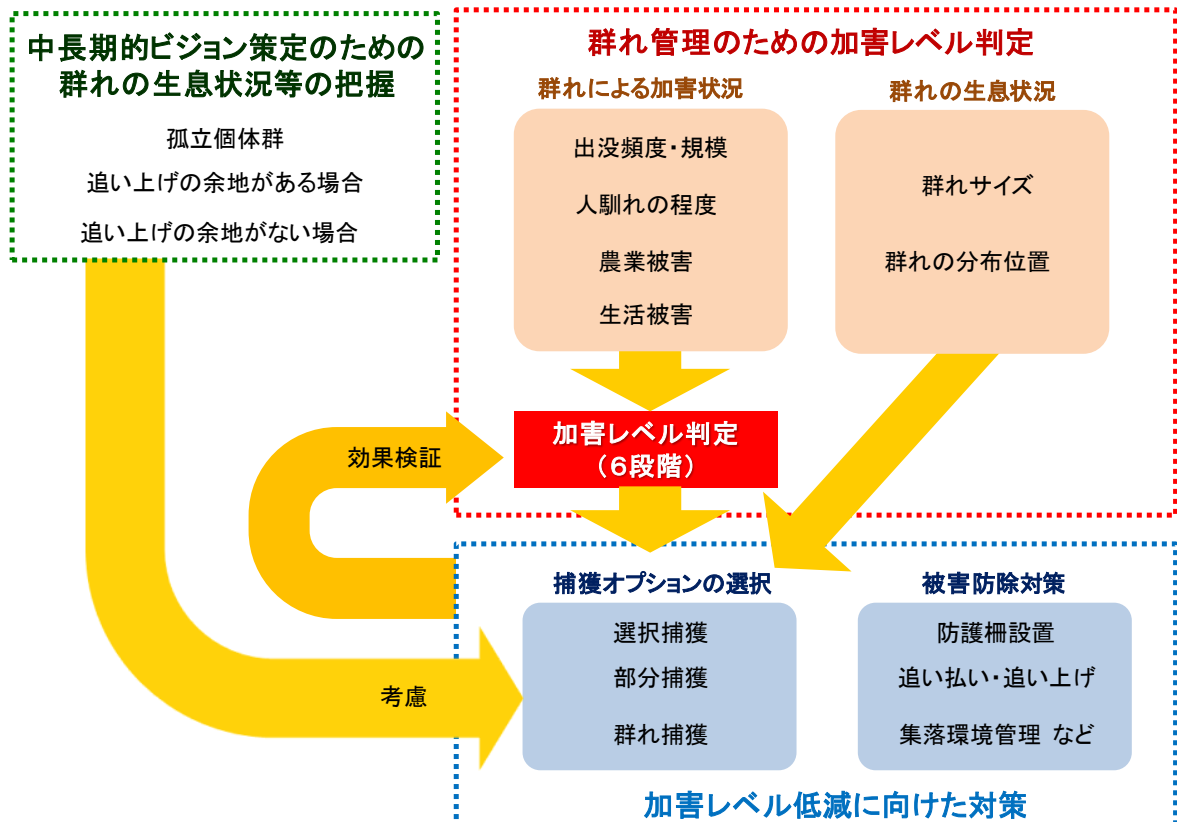 中長期的ビジョン策定のための
群れの生息状況等の把握
孤立個体群
追い上げの余地がある場合
追い上げの余地がない場合
群れ管理のための加害レベル判定
群れによる加害状況
出没頻度・規模
人馴れの程度
農業被害
生活被害
群れの生息状況
群れサイズ
群れの分布位置
加害レベル判定
（６段階）
効果検証
考慮
捕獲オプションの選択
選択捕獲
部分捕獲
群れ捕獲
被害防除対策
防護柵設置
追い払い・追い上げ
集落環境管理 など
加害レベル低減に向けた対策